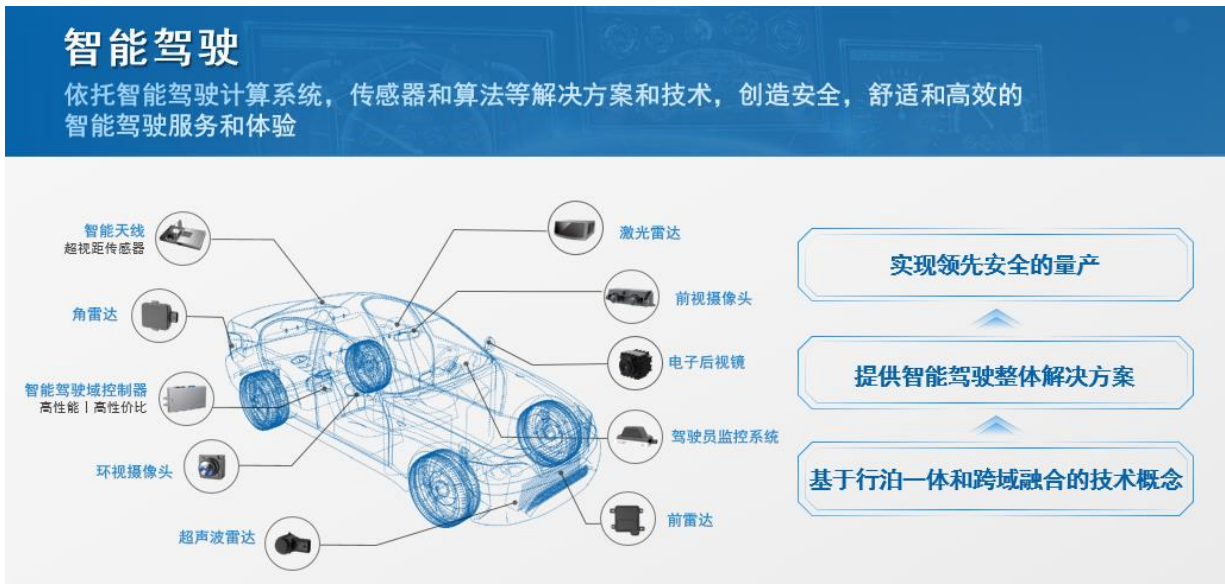 智能驾驶
依托智能驾驶计算系统，传感器和算法等解决方案和技术，创造安全，舒适和高效的
智能驾驶服务和体验
智能天线
超视距传感器
角雷达
智能驾驶域控制器
高性能丨高性价比
环视摄像头
超声波雷达
激光雷达
前视摄像头
电子后视镜
驾驶员监控系统
前雷达
实现领先安全的量产
提供智能驾驶整体解决方案
基于行泊一体和跨域融合的技术概念